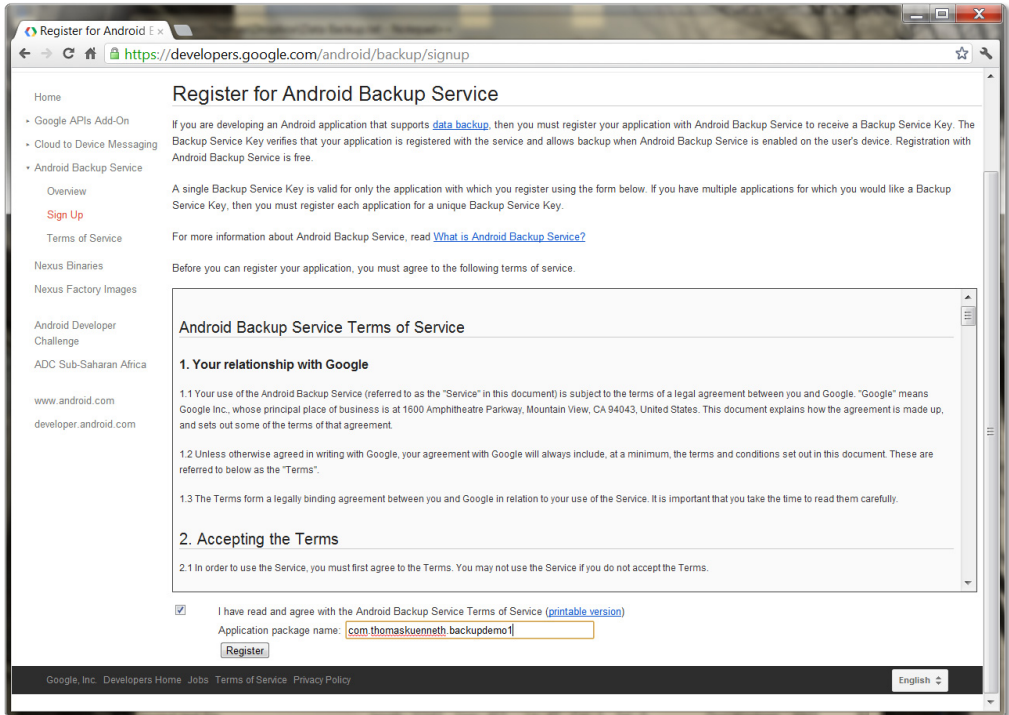 Register for Android E
https://developers.google.com/android/backup/signup
Home
Google APIs Add-On
Cloud to Device Messaging
Android Backup Service
Overview
Sign Up
Terms of Service
Nexus Binaries
Nexus Factory Images
Android Developer
Challenge
ADC Sub-Saharan Africa
www.android.com
developer.android.com
Register for Android Backup Service
If you are developing an Android application that supports data backup, then you must register your application with Android Backup Service to receive a Backup Service Key. The
Backup Service Key verifies that your application is registered with the service and allows backup when Android Backup Service is enabled on the user's device. Registration with
Android Backup Service is free.
A single Backup Service Key is valid for only the application with which you register using the form below. If you have multiple applications for which you would like a Backup
Service Key, then you must register each application for a unique Backup Service Key.
For more information about Android Backup Service, read What is Android Backup Service?
Before you can register your application, you must agree to the following terms of service.
Android Backup Service Terms of Service
1. Your relationship with Google
1.1 Your use of the Android Backup Service (referred to as the "Service" in this document) is subject to the terms of a legal agreement between you and Google. "Google" means
Google Inc., whose principal place of business is at 1600 Amphitheatre Parkway, Mountain View, CA 94043, United States. This document explains how the agreement is made up,
and sets out some of the terms of that agreement.
1.2 Unless otherwise agreed in writing with Google, your agreement with Google will always include, at a minimum, the terms and conditions set out in this document. These are
referred to below as the "Terms".
1.3 The Terms form a legally binding agreement between you and Google in relation to your use of the Service. It is important that you take the time to read them carefully.
2. Accepting the Terms
2.1 In order to use the Service, you must first agree to the Terms. You may not use the Service if you do not accept the Terms.
I have read and agree with the Android Backup Service Terms of Service (printable version)
Application package name: com.thomaskuenneth.backupdemo1
Register
Google, Inc. Developers Home Jobs Terms of Service Privacy Policy
English